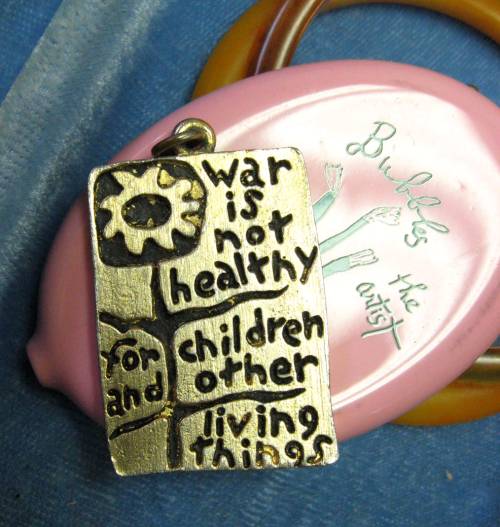 war
is
not
healthy
for children
and other
living
things
Bubbles
the
artist